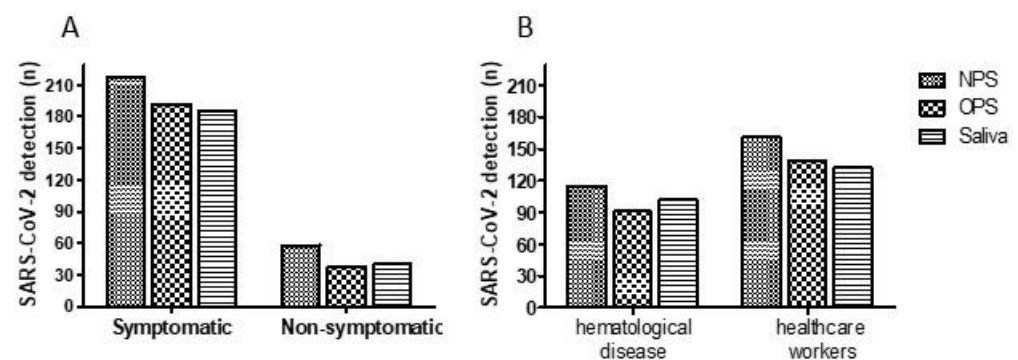 A
SARS-CoV-2 detection (n)
210
180
150
120
90
60
30
0
Symptomatic Non-symptomatic
B
SARS-CoV-2 detection (n)
210
180
150
120
90
60
30
0
hematological
disease
healthcare
workers
NPS
OPS
Saliva